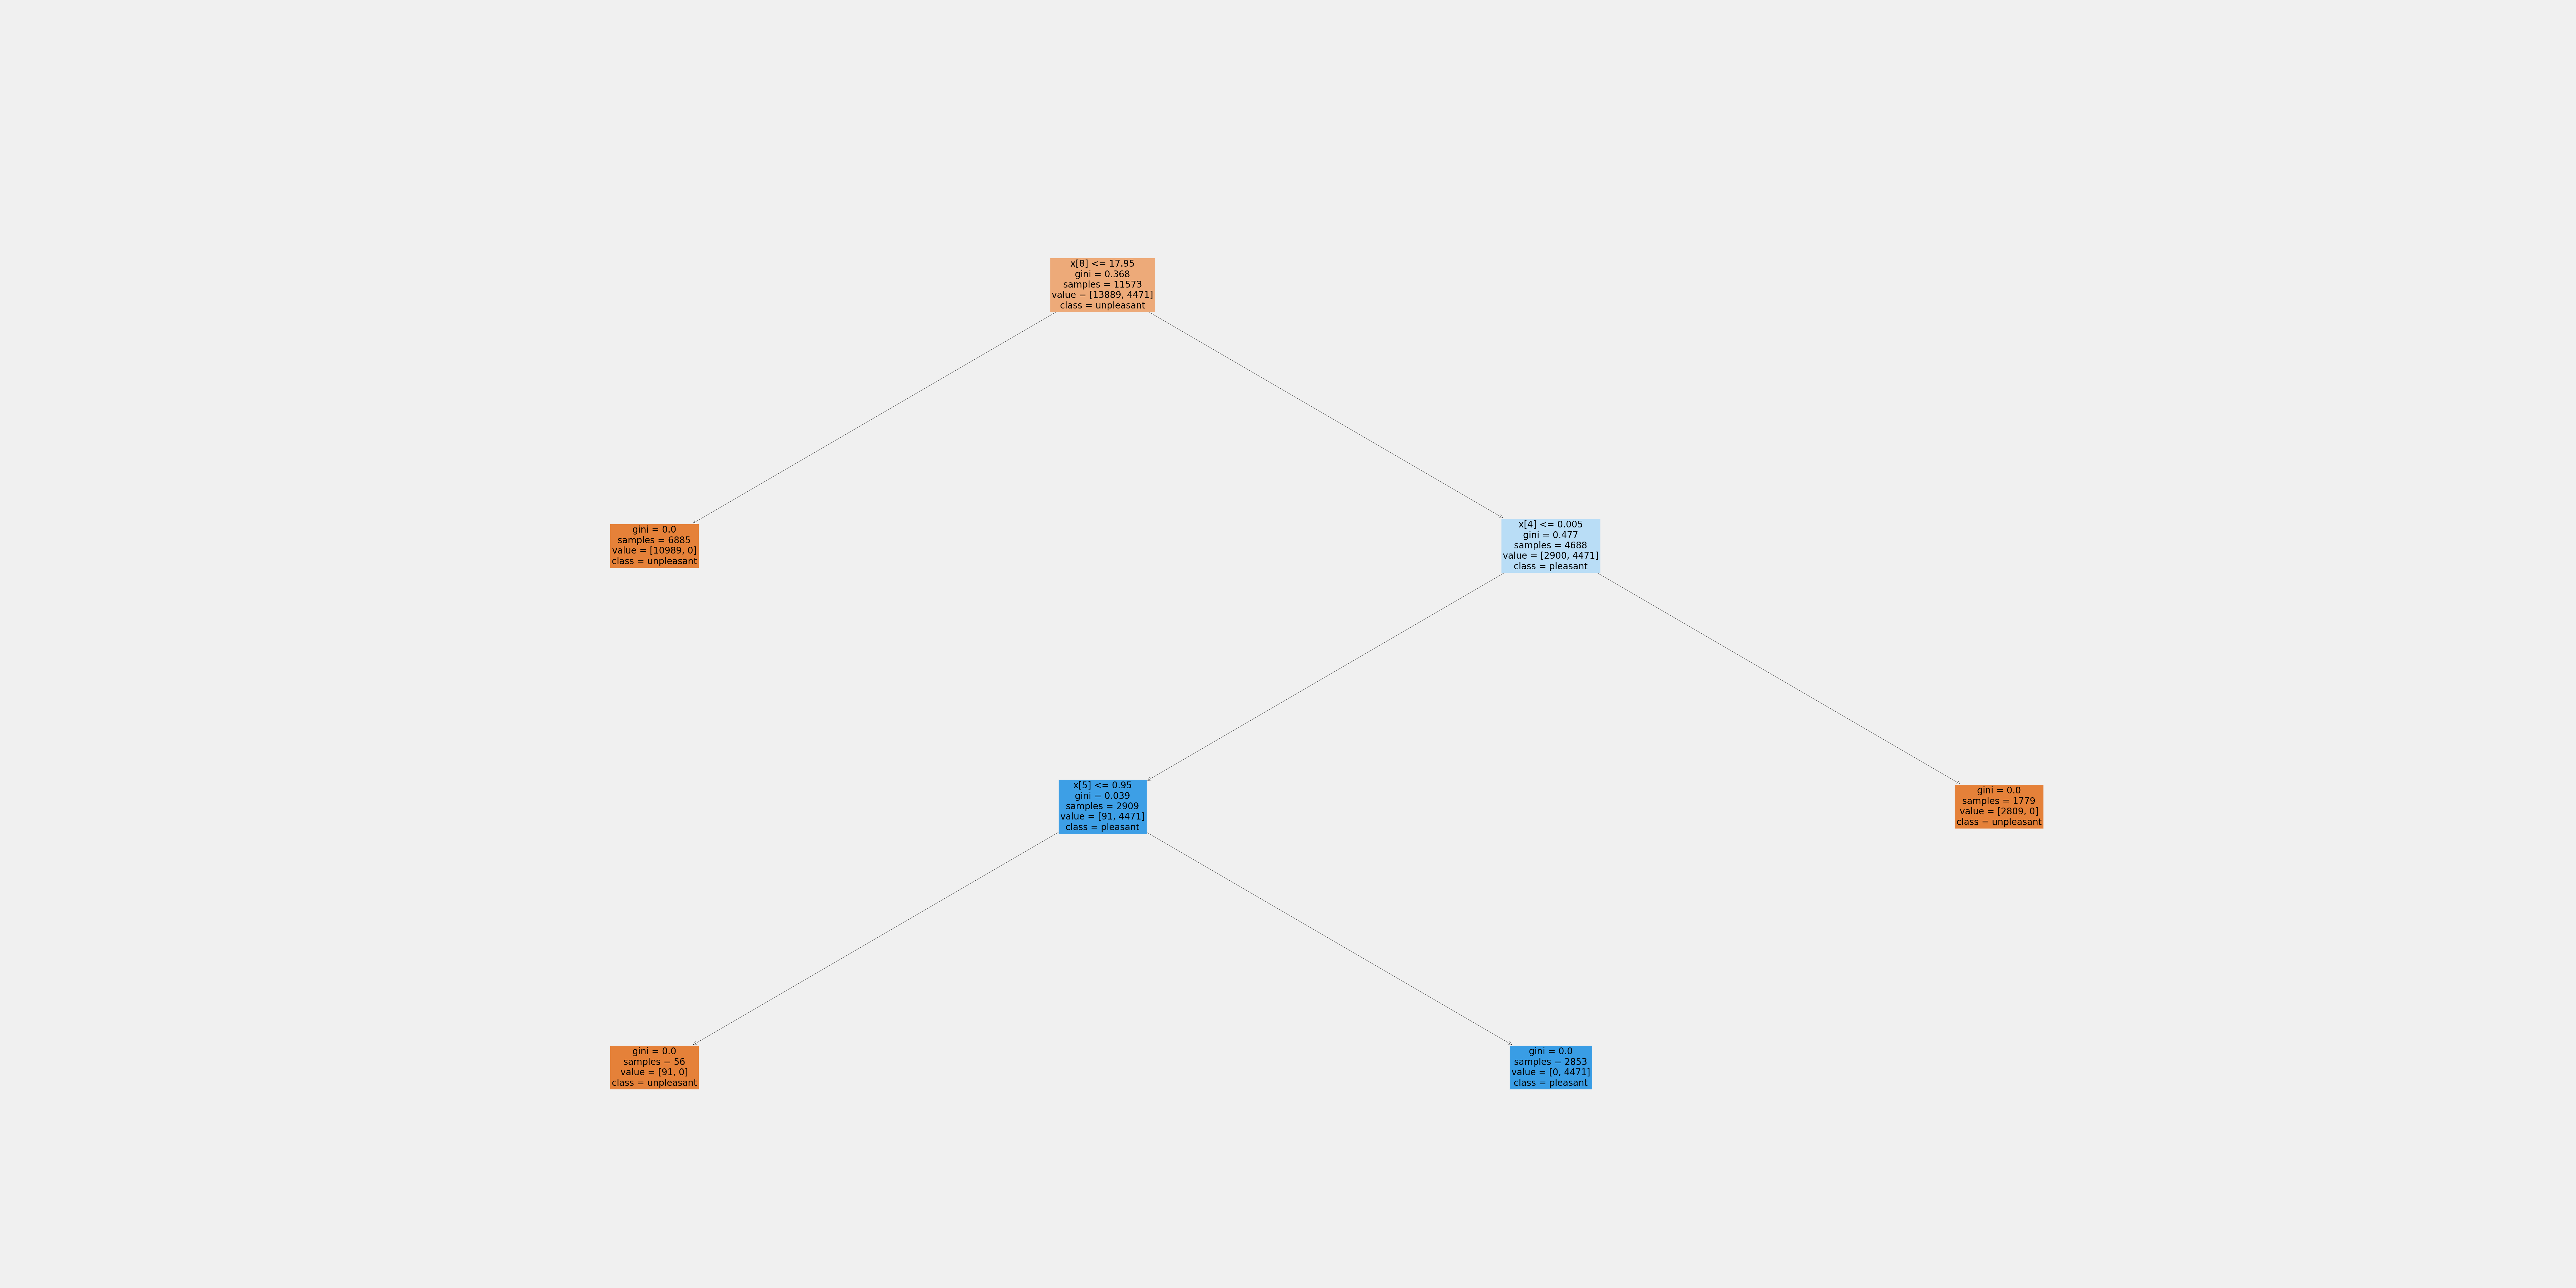 x[8] <= 17.95
gini = 0.368
samples = 11573
value = [13889, 4471]
class = unpleasant
gini = 0.0
samples = 6885
value = [10989, 0]
class = unpleasant
x[4] <= 0.005
gini = 0.477
samples = 4688
value = [2900, 4471]
class = pleasant
x[5] <= 0.95
gini = 0.039
samples = 2909
value = [91, 4471]
class = pleasant
gini = 0.0
samples = 1779
value = [2809, 0]
class = unpleasant
gini = 0.0
samples = 56
value = [91, 0]
class = unpleasant
gini = 0.0
samples = 2853
value = [0, 4471]
class = pleasant